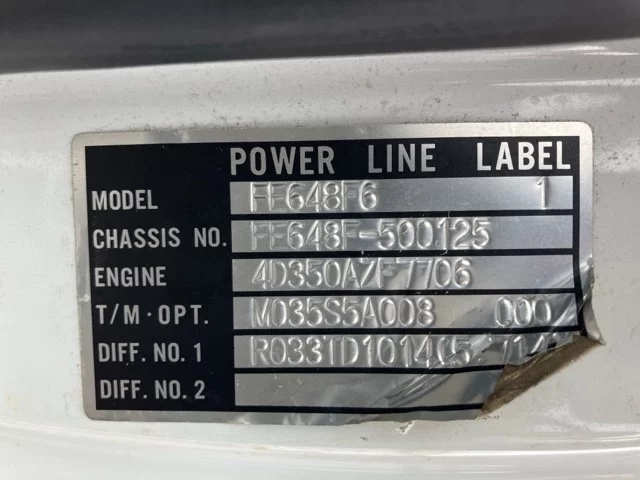 POWER LINE LABEL
MODEL FE648F6 1
CHASSIS NO. FE648F-500125
ENGINE 4D350AZF7706
T/M·OPT. M035S5A008 000
DIFF. NO. 1
DIFF. NO. 2